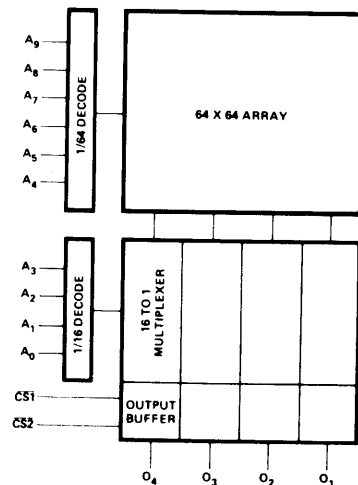 A9
A8
A7
A6
A5
A4
1/64 DECODE
64 X 64 ARRAY
A3
A2
A1
A0
1/16 DECODE
16 TO 1
MULTIPLEXER
CS1
CS2
OUTPUT
BUFFER
O4
O3
O2
O1